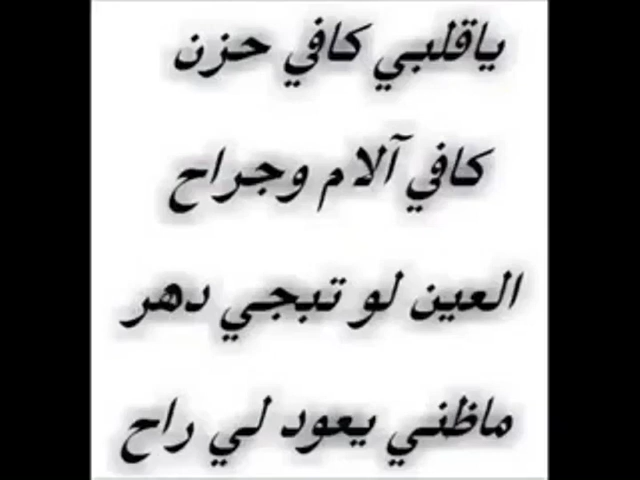 ياقلبي كافي حزن
كافي آلام وجراح
العين لو تبجي دهر
ماظني يعود لي راح